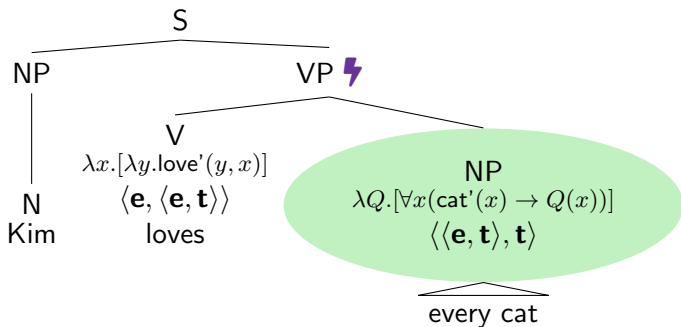 S
NP VP
V
λx.[λy.love'(y, x)]
⟨e, ⟨e, t⟩⟩
loves
NP
λQ.[∀x(cat'(x) → Q(x))]
⟨⟨e, t⟩, t⟩
N
Kim
every cat